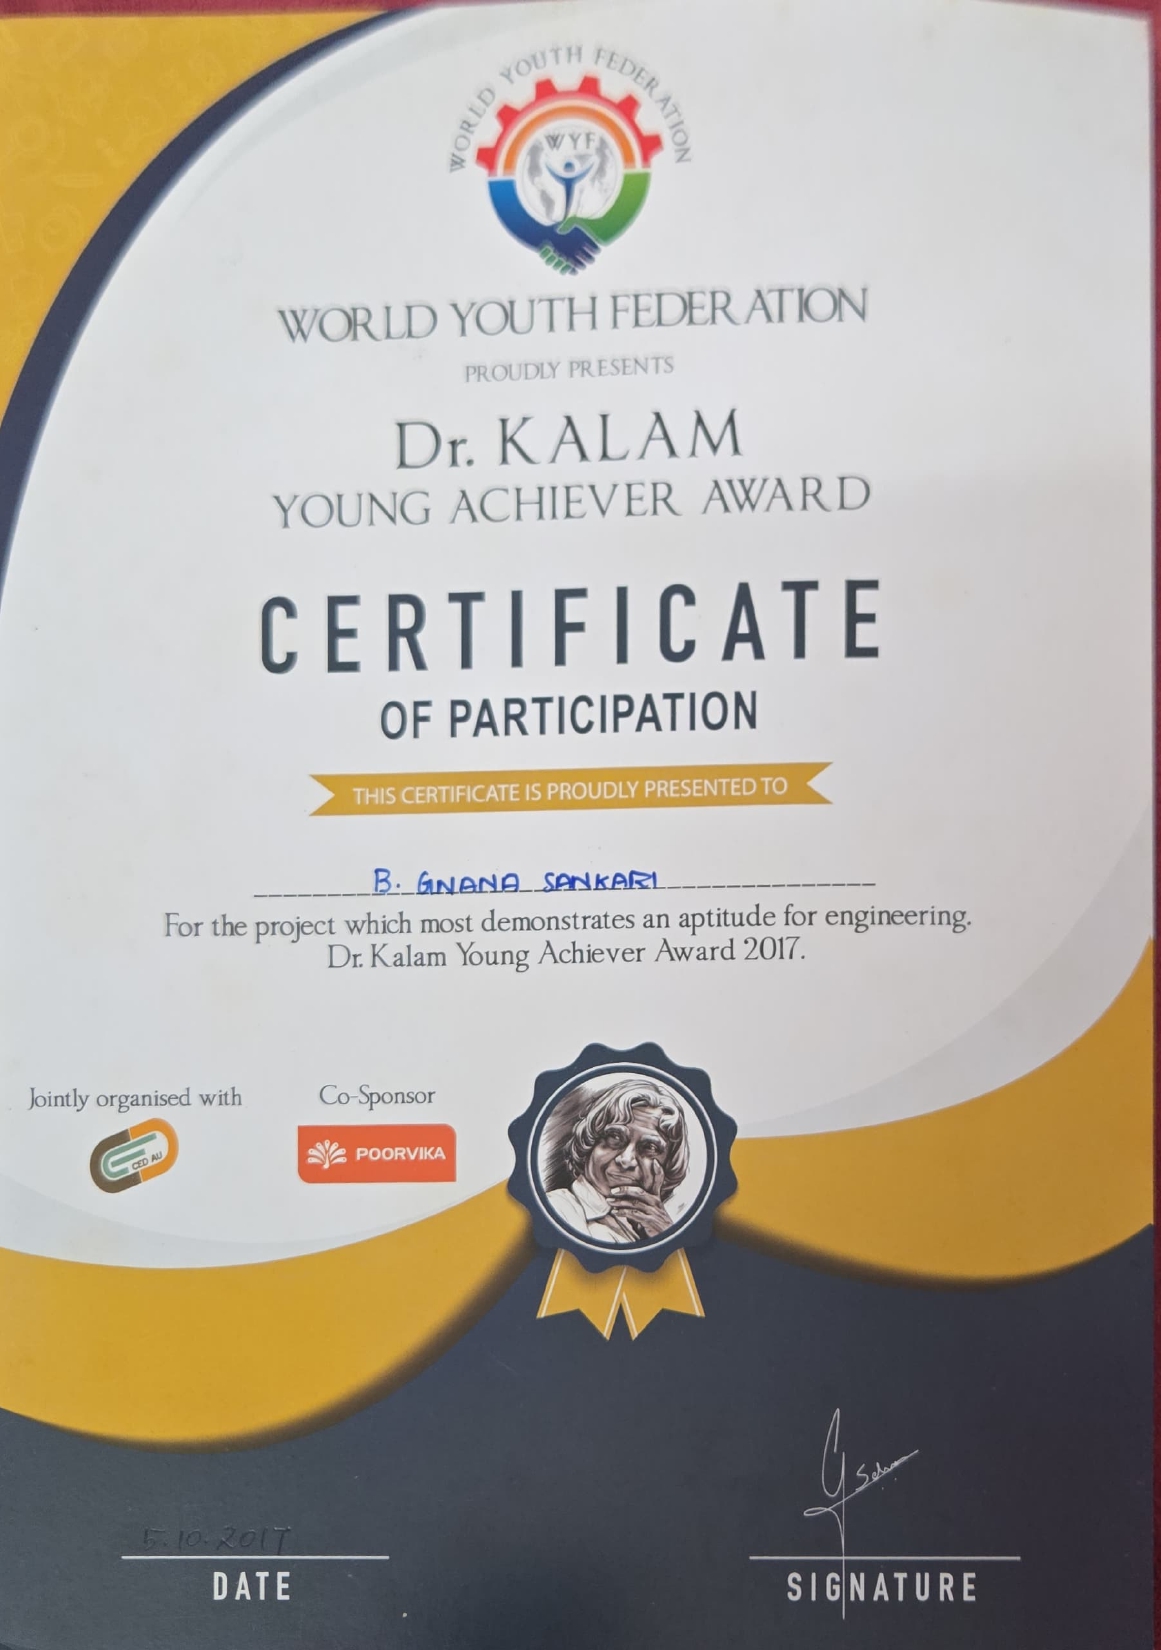 WORLD YOUTH FEDERATION
WYF
WORLD YOUTH FEDERATION
PROUDLY PRESENTS
Dr. KALAM
YOUNG ACHIEVER AWARD
CERTIFICATE
OF PARTICIPATION
THIS CERTIFICATE IS PROUDLY PRESENTED TO
B. GNANA SANKARI
For the project which most demonstrates an aptitude for engineering.
Dr. Kalam Young Achiever Award 2017.
Jointly organised with
CED AU
Co-Sponsor
POORVIKA
5.10.2017
DATE
SIGNATURE